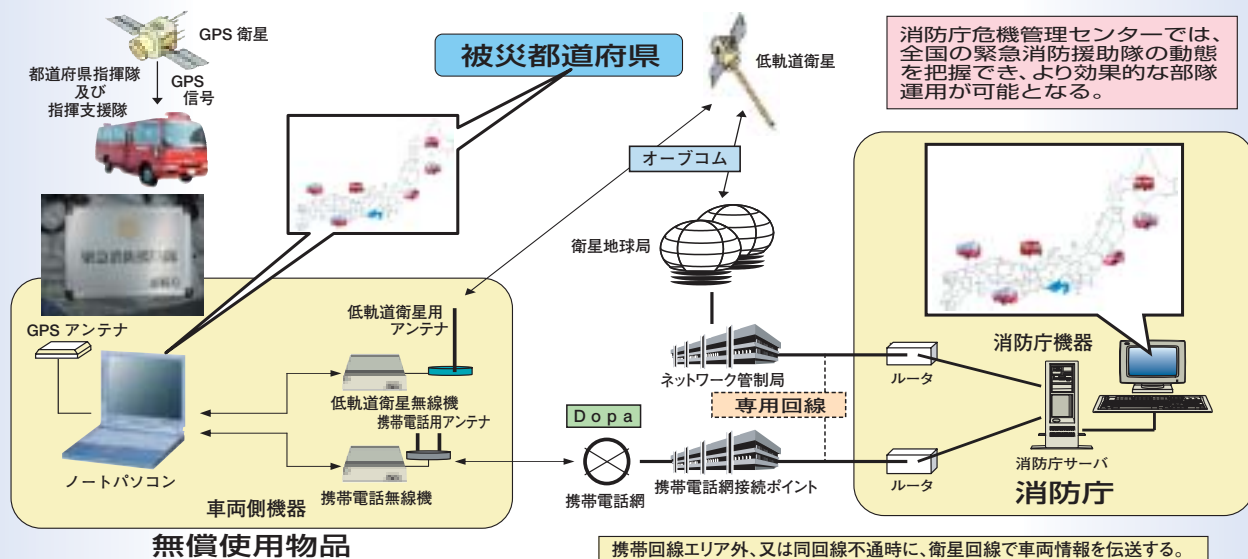 GPS 衛星
都道府県指揮隊
及び
指揮支援隊
GPS
信号
被災都道府県
低軌道衛星
消防庁危機管理センターでは、
全国の緊急消防援助隊の動態
を把握でき、より効果的な部隊
運用が可能となる。
オーブコム
衛星地球局
GPS アンテナ
低軌道衛星用
アンテナ
低軌道衛星無線機
携帯電話用アンテナ
ノートパソコン
携帯電話無線機
車両側機器
無償使用物品
Dopa
携帯電話網
ネットワーク管制局
専用回線
携帯電話網接続ポイント
ルータ
ルータ
消防庁機器
消防庁サーバ
消防庁
携帯回線エリア外、又は同回線不通時に、衛星回線で車両情報を伝送する。